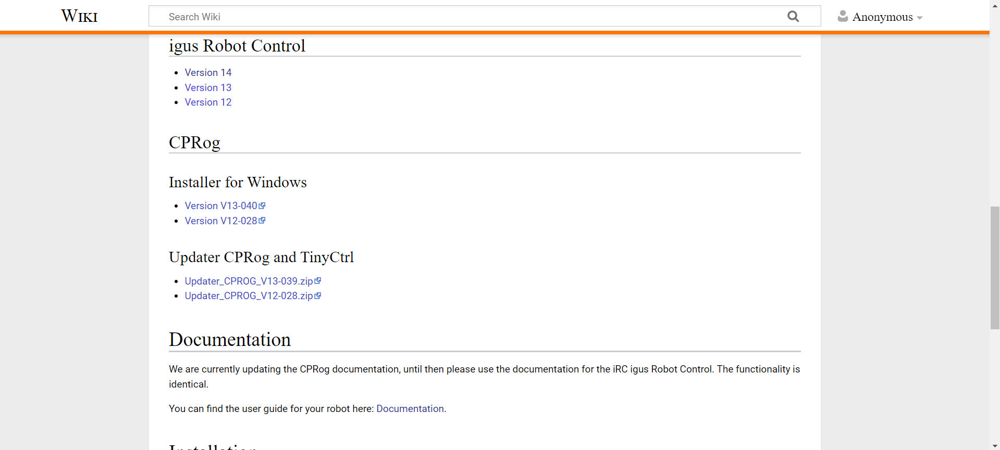 WIKI
Search Wiki
Anonymous
igus Robot Control
Version 14
Version 13
Version 12
CPRog
Installer for Windows
Version V13-040
Version V12-028
Updater CPRog and TinyCtrl
Updater_CPROG_V13-039.zip
Updater_CPROG_V12-028.zip
Documentation
We are currently updating the CPRog documentation, until then please use the documentation for the iRC igus Robot Control. The functionality is
identical.
You can find the user guide for your robot here: Documentation.
Installation